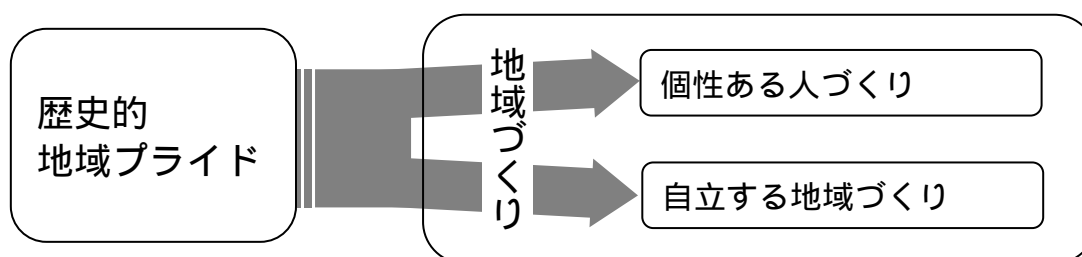 歴史的
地域プライド
地域づくり
個性ある人づくり
自立する地域づくり